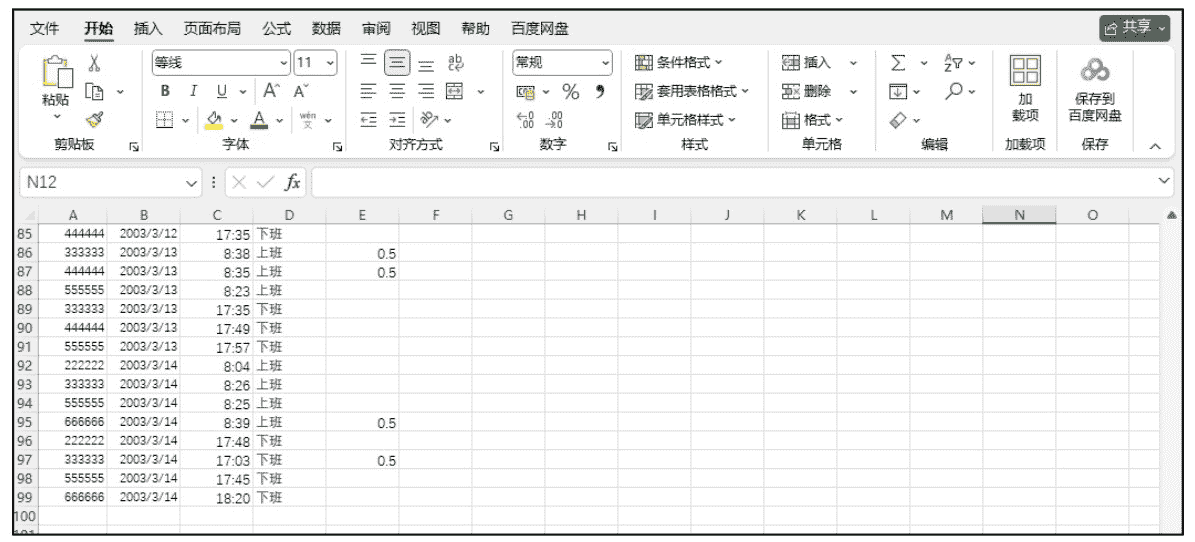 文件 开始 插入 页面布局 公式 数据 审阅 视图 帮助 百度网盘 共享
等线 11 ab 常规 条件格式 插入 Σ
粘贴 B I U A A % 套用表格格式 删除 加载项 保存到百度网盘
A wén 文 .00 .00 单元格样式 格式
剪贴板 字体 对齐方式 数字 样式 单元格 编辑 加载项 保存
N12 fx
A B C D E F G H I J K L M N O
85 444444 2003/3/12 17:35 下班
86 333333 2003/3/13 8:38 上班 0.5
87 444444 2003/3/13 8:35 上班 0.5
88 555555 2003/3/13 8:23 上班
89 333333 2003/3/13 17:35 下班
90 444444 2003/3/13 17:49 下班
91 555555 2003/3/13 17:57 下班
92 222222 2003/3/14 8:04 上班
93 333333 2003/3/14 8:26 上班
94 555555 2003/3/14 8:25 上班
95 666666 2003/3/14 8:39 上班 0.5
96 222222 2003/3/14 17:48 下班
97 333333 2003/3/14 17:03 下班 0.5
98 555555 2003/3/14 17:45 下班
99 666666 2003/3/14 18:20 下班
100